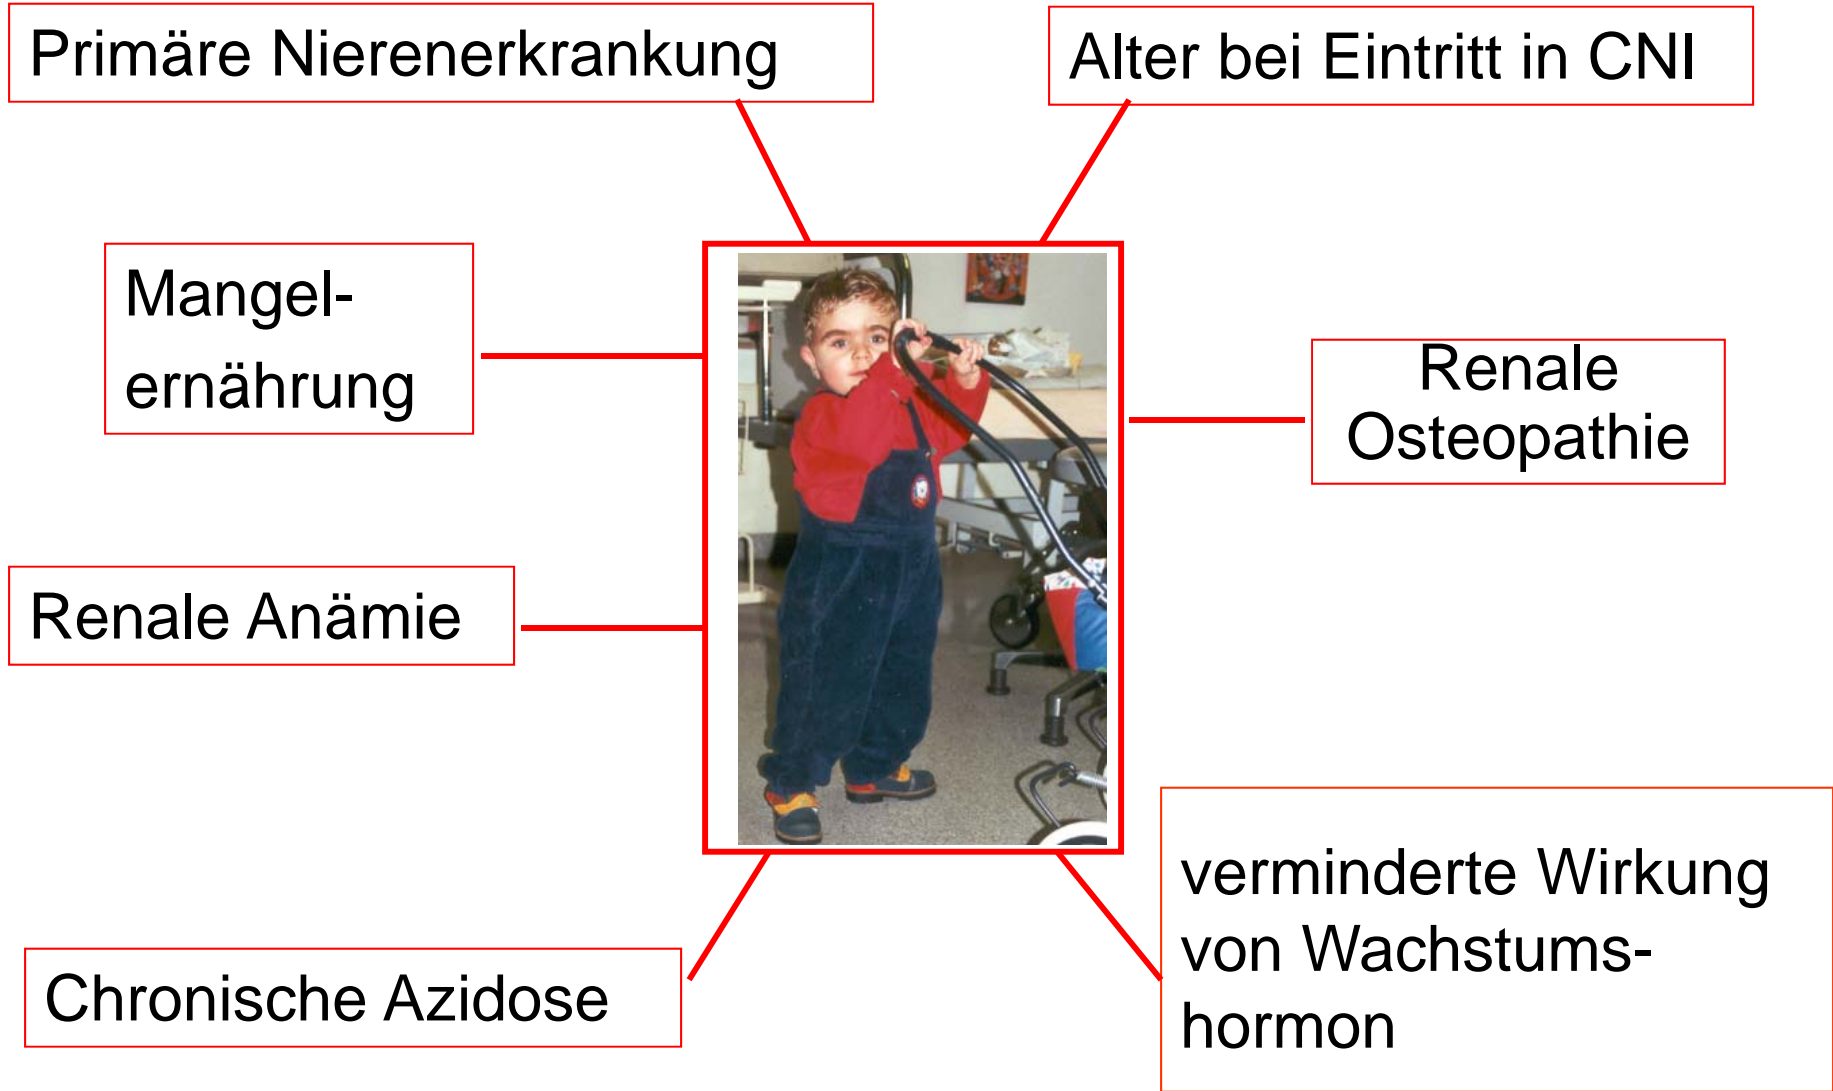 Primäre Nierenerkrankung
Alter bei Eintritt in CNI
Mangel-
ernährung
Renale
Osteopathie
Renale Anämie
Chronische Azidose
verminderte Wirkung
von Wachstums-
hormon